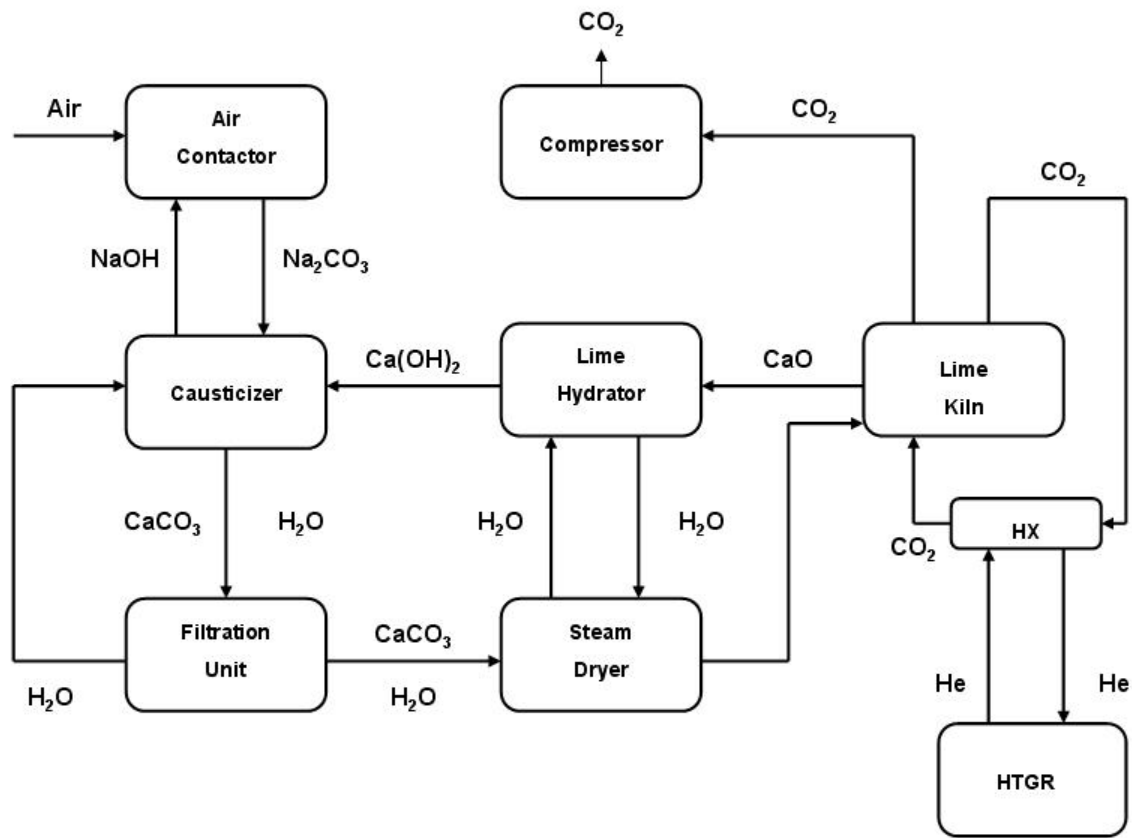 CO₂
Air
Air
Contactor
Compressor
CO₂
CO₂
NaOH
Na₂CO₃
Causticizer
Ca(OH)₂
Lime
Hydrator
CaO
Lime
Kiln
CaCO₃
H₂O
H₂O
H₂O
CO₂
HX
Filtration
Unit
CaCO₃
H₂O
Steam
Dryer
H₂O
He
He
HTGR